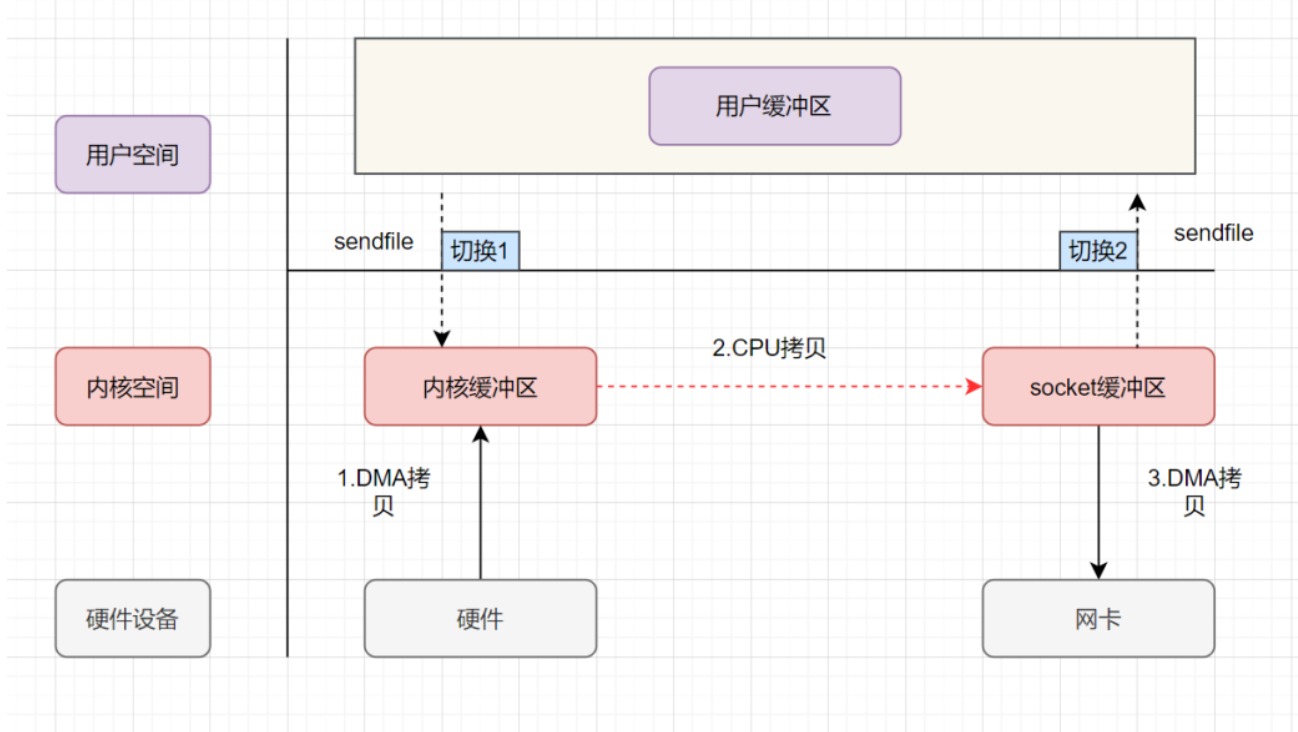 用户缓冲区
用户空间
sendfile
切换1
切换2
sendfile
2.CPU拷贝
内核空间
内核缓冲区
socket缓冲区
1.DMA拷
贝
3.DMA拷
贝
硬件设备
硬件
网卡